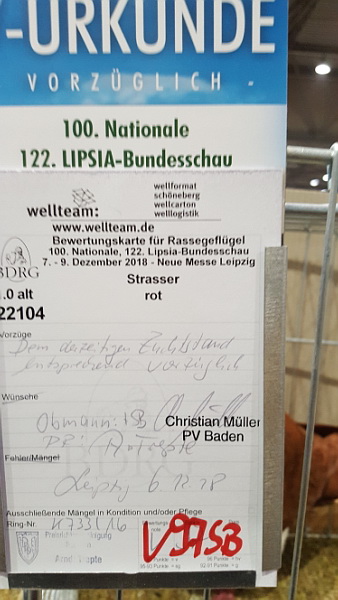 -URKUNDE
VORZÜGLICH -
100. Nationale
122. LIPSIA-Bundesschau
wellteam:
wellformat
schöneberg
wellcarton
welllogistik
www.wellteam.de
Bewertungskarte für Rassegeflügel
100. Nationale, 122. Lipsia-Bundesschau
7. - 9. Dezember 2018 - Neue Messe Leipzig
BDRG
Strasser
.0 alt
rot
22104
Vorzüge
Dem derzeitigen Zuchtstand
entsprechend vorzüglich
Wünsche
Obmann: Christian Müller
PV Baden
Fehler/Mängel
Leipzig 6.12.18
Ausschließende Mängel in Kondition und/oder Pflege
Ring-Nr.
V97SB